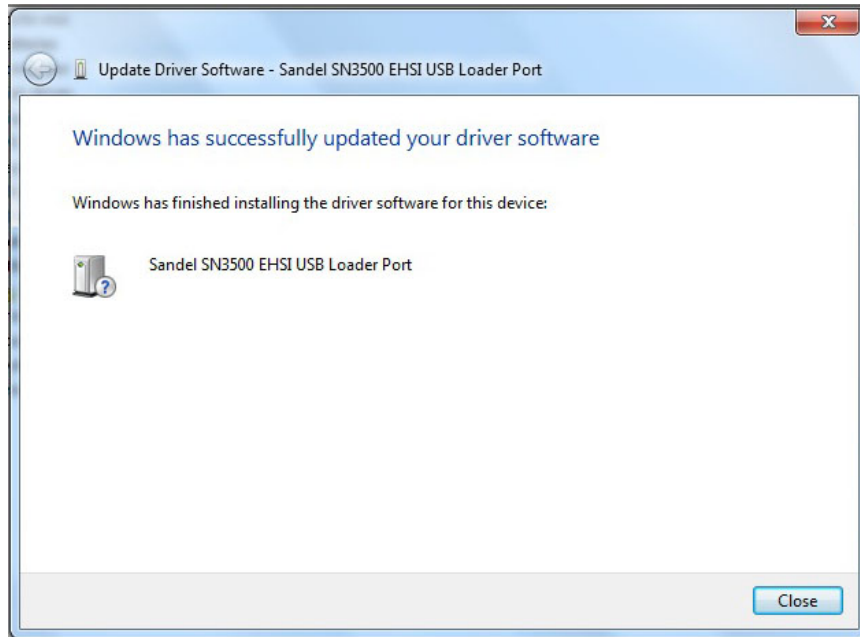 Update Driver Software - Sandel SN3500 EHSI USB Loader Port
Windows has successfully updated your driver software
Windows has finished installing the driver software for this device:
Sandel SN3500 EHSI USB Loader Port
Close